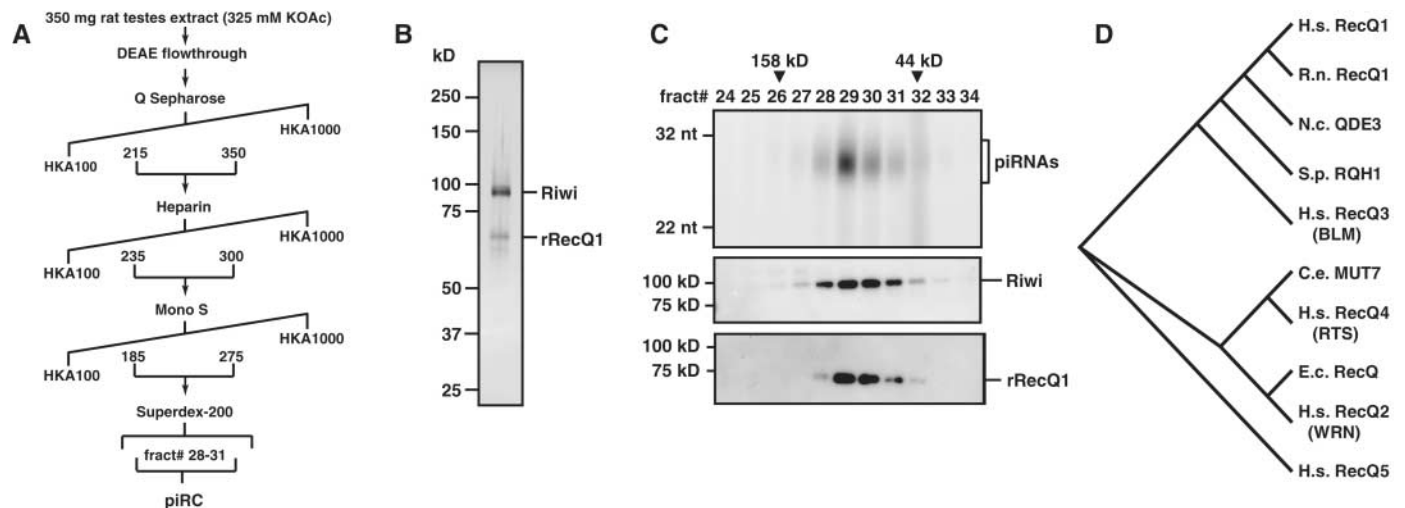 A
350 mg rat testes extract (325 mM KOAc)
DEAE flowthrough
Q Sepharose
HKA100
HKA1000
215
350
Heparin
HKA100
HKA1000
235
300
Mono S
HKA100
HKA1000
185
275
Superdex-200
fract# 28-31
piRC
B
kD
250
150
100
75
50
37
25
Riwi
rRecQ1
C
158 kD
44 kD
fract# 24 25 26 27 28 29 30 31 32 33 34
32 nt
22 nt
piRNAs
100 kD
75 kD
Riwi
100 kD
75 kD
rRecQ1
D
H.s. RecQ1
R.n. RecQ1
N.c. QDE3
S.p. RQH1
H.s. RecQ3
(BLM)
C.e. MUT7
H.s. RecQ4
(RTS)
E.c. RecQ
H.s. RecQ2
(WRN)
H.s. RecQ5